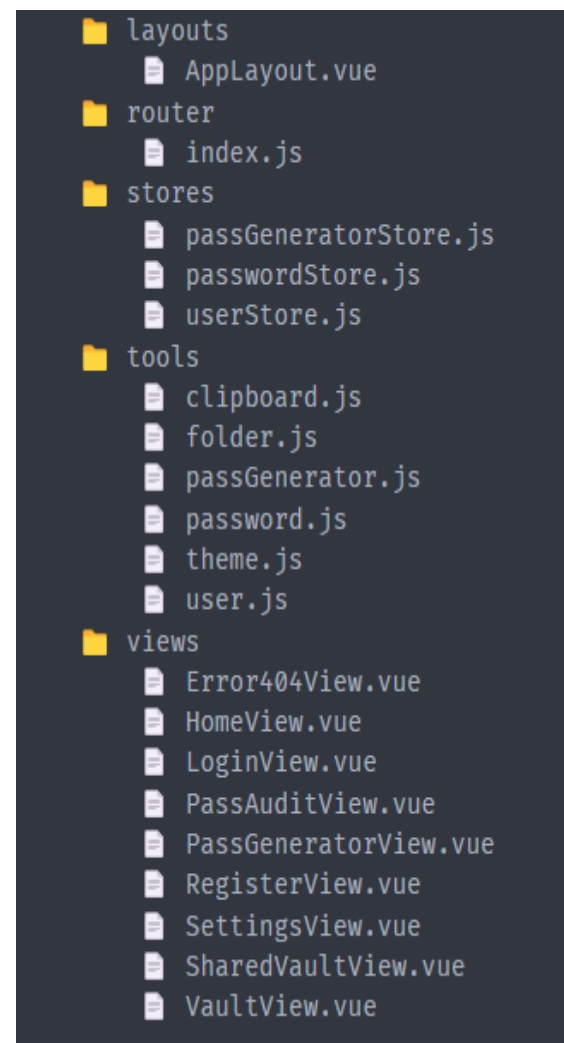 layouts
AppLayout.vue
router
index.js
stores
passGeneratorStore.js
passwordStore.js
userStore.js
tools
clipboard.js
folder.js
passGenerator.js
password.js
theme.js
user.js
views
Error404View.vue
HomeView.vue
LoginView.vue
PassAuditView.vue
PassGeneratorView.vue
RegisterView.vue
SettingsView.vue
SharedVaultView.vue
VaultView.vue